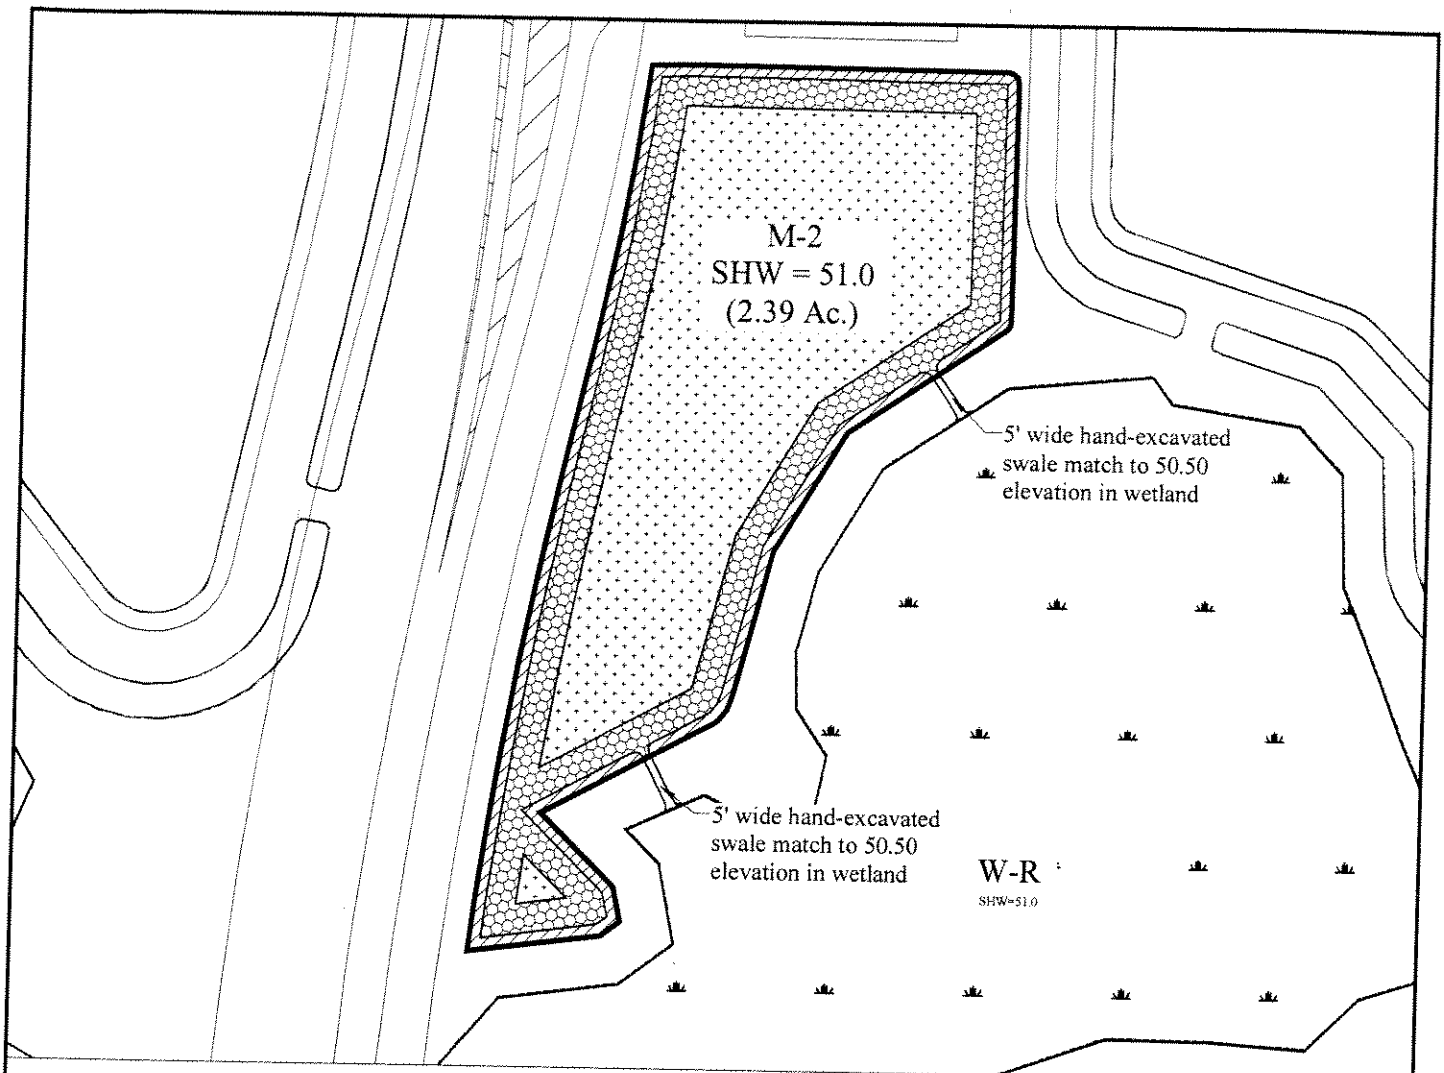 M-2
SHW = 51.0
(2.39 Ac.)
5' wide hand-excavated
swale match to 50.50
elevation in wetland
5' wide hand-excavated
swale match to 50.50
elevation in wetland
W-R
SHW=51.0